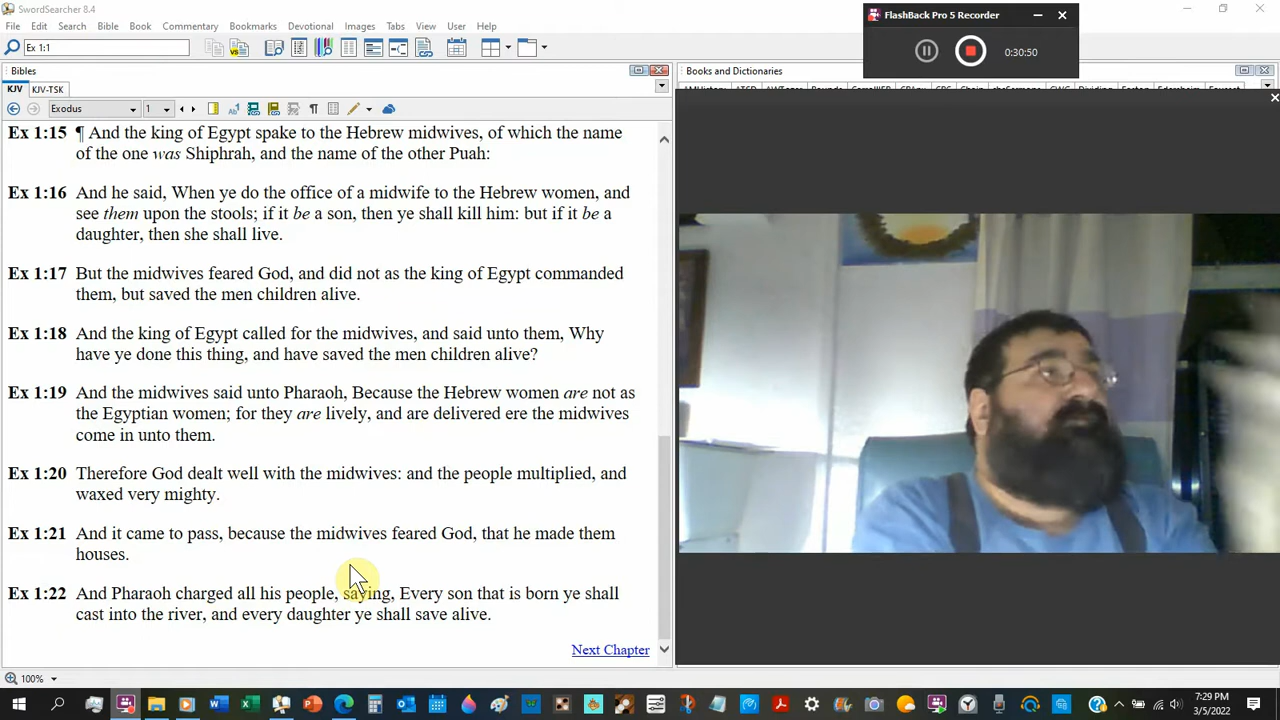 SwordSearcher 8.4
File Edit Search Bible Book Commentary Bookmarks Devotional Images Tabs View User Help
Ex 1:1
Bibles
KJV KJV-TSK
Exodus 1
Ex 1:15 ¶ And the king of Egypt spake to the Hebrew midwives, of which the name
of the one was Shiphrah, and the name of the other Puah:
Ex 1:16 And he said, When ye do the office of a midwife to the Hebrew women, and
see them upon the stools; if it be a son, then ye shall kill him: but if it be a
daughter, then she shall live.
Ex 1:17 But the midwives feared God, and did not as the king of Egypt commanded
them, but saved the men children alive.
Ex 1:18 And the king of Egypt called for the midwives, and said unto them, Why
have ye done this thing, and have saved the men children alive?
Ex 1:19 And the midwives said unto Pharaoh, Because the Hebrew women are not as
the Egyptian women; for they are lively, and are delivered ere the midwives
come in unto them.
Ex 1:20 Therefore God dealt well with the midwives: and the people multiplied, and
waxed very mighty.
Ex 1:21 And it came to pass, because the midwives feared God, that he made them
houses.
Ex 1:22 And Pharaoh charged all his people, saying, Every son that is born ye shall
cast into the river, and every daughter ye shall save alive.
Next Chapter
100%
FlashBack Pro 5 Recorder
0:30:50
Books and Dictionaries
7:29 PM
3/5/2022